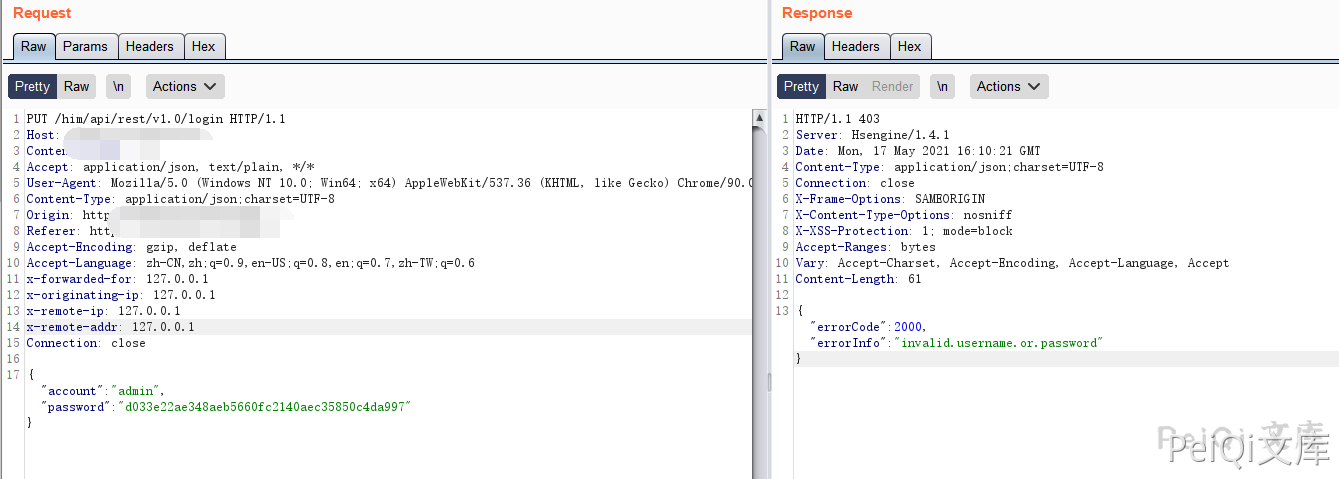 Request
Raw Params Headers Hex
Pretty Raw \n Actions
1 PUT /him/api/rest/v1.0/login HTTP/1.1
2 Host:
3 Conten
4 Accept: application/json, text/plain, */*
5 User-Agent: Mozilla/5.0 (Windows NT 10.0; Win64; x64) AppleWebKit/537.36 (KHTML, like Gecko) Chrome/90.0
6 Content-Type: application/json;charset=UTF-8
7 Origin: http
8 Referer: htt
9 Accept-Encoding: gzip, deflate
10 Accept-Language: zh-CN,zh;q=0.9,en-US;q=0.8,en;q=0.7,zh-TW;q=0.6
11 x-forwarded-for: 127.0.0.1
12 x-originating-ip: 127.0.0.1
13 x-remote-ip: 127.0.0.1
14 x-remote-addr: 127.0.0.1
15 Connection: close
16
17 {
"account":"admin",
"password":"d033e22ae348aeb5660fc2140aec35850c4da997"
}
Response
Raw Headers Hex
Pretty Raw Render \n Actions
1 HTTP/1.1 403
2 Server: Hsengine/1.4.1
3 Date: Mon, 17 May 2021 16:10:21 GMT
4 Content-Type: application/json;charset=UTF-8
5 Connection: close
6 X-Frame-Options: SAMEORIGIN
7 X-Content-Type-Options: nosniff
8 X-XSS-Protection: 1; mode=block
9 Accept-Ranges: bytes
10 Vary: Accept-Charset, Accept-Encoding, Accept-Language, Accept
11 Content-Length: 61
12
13 {
"errorCode":2000,
"errorInfo":"invalid.username.or.password"
}
PeiQi 文库
PeiQi文库